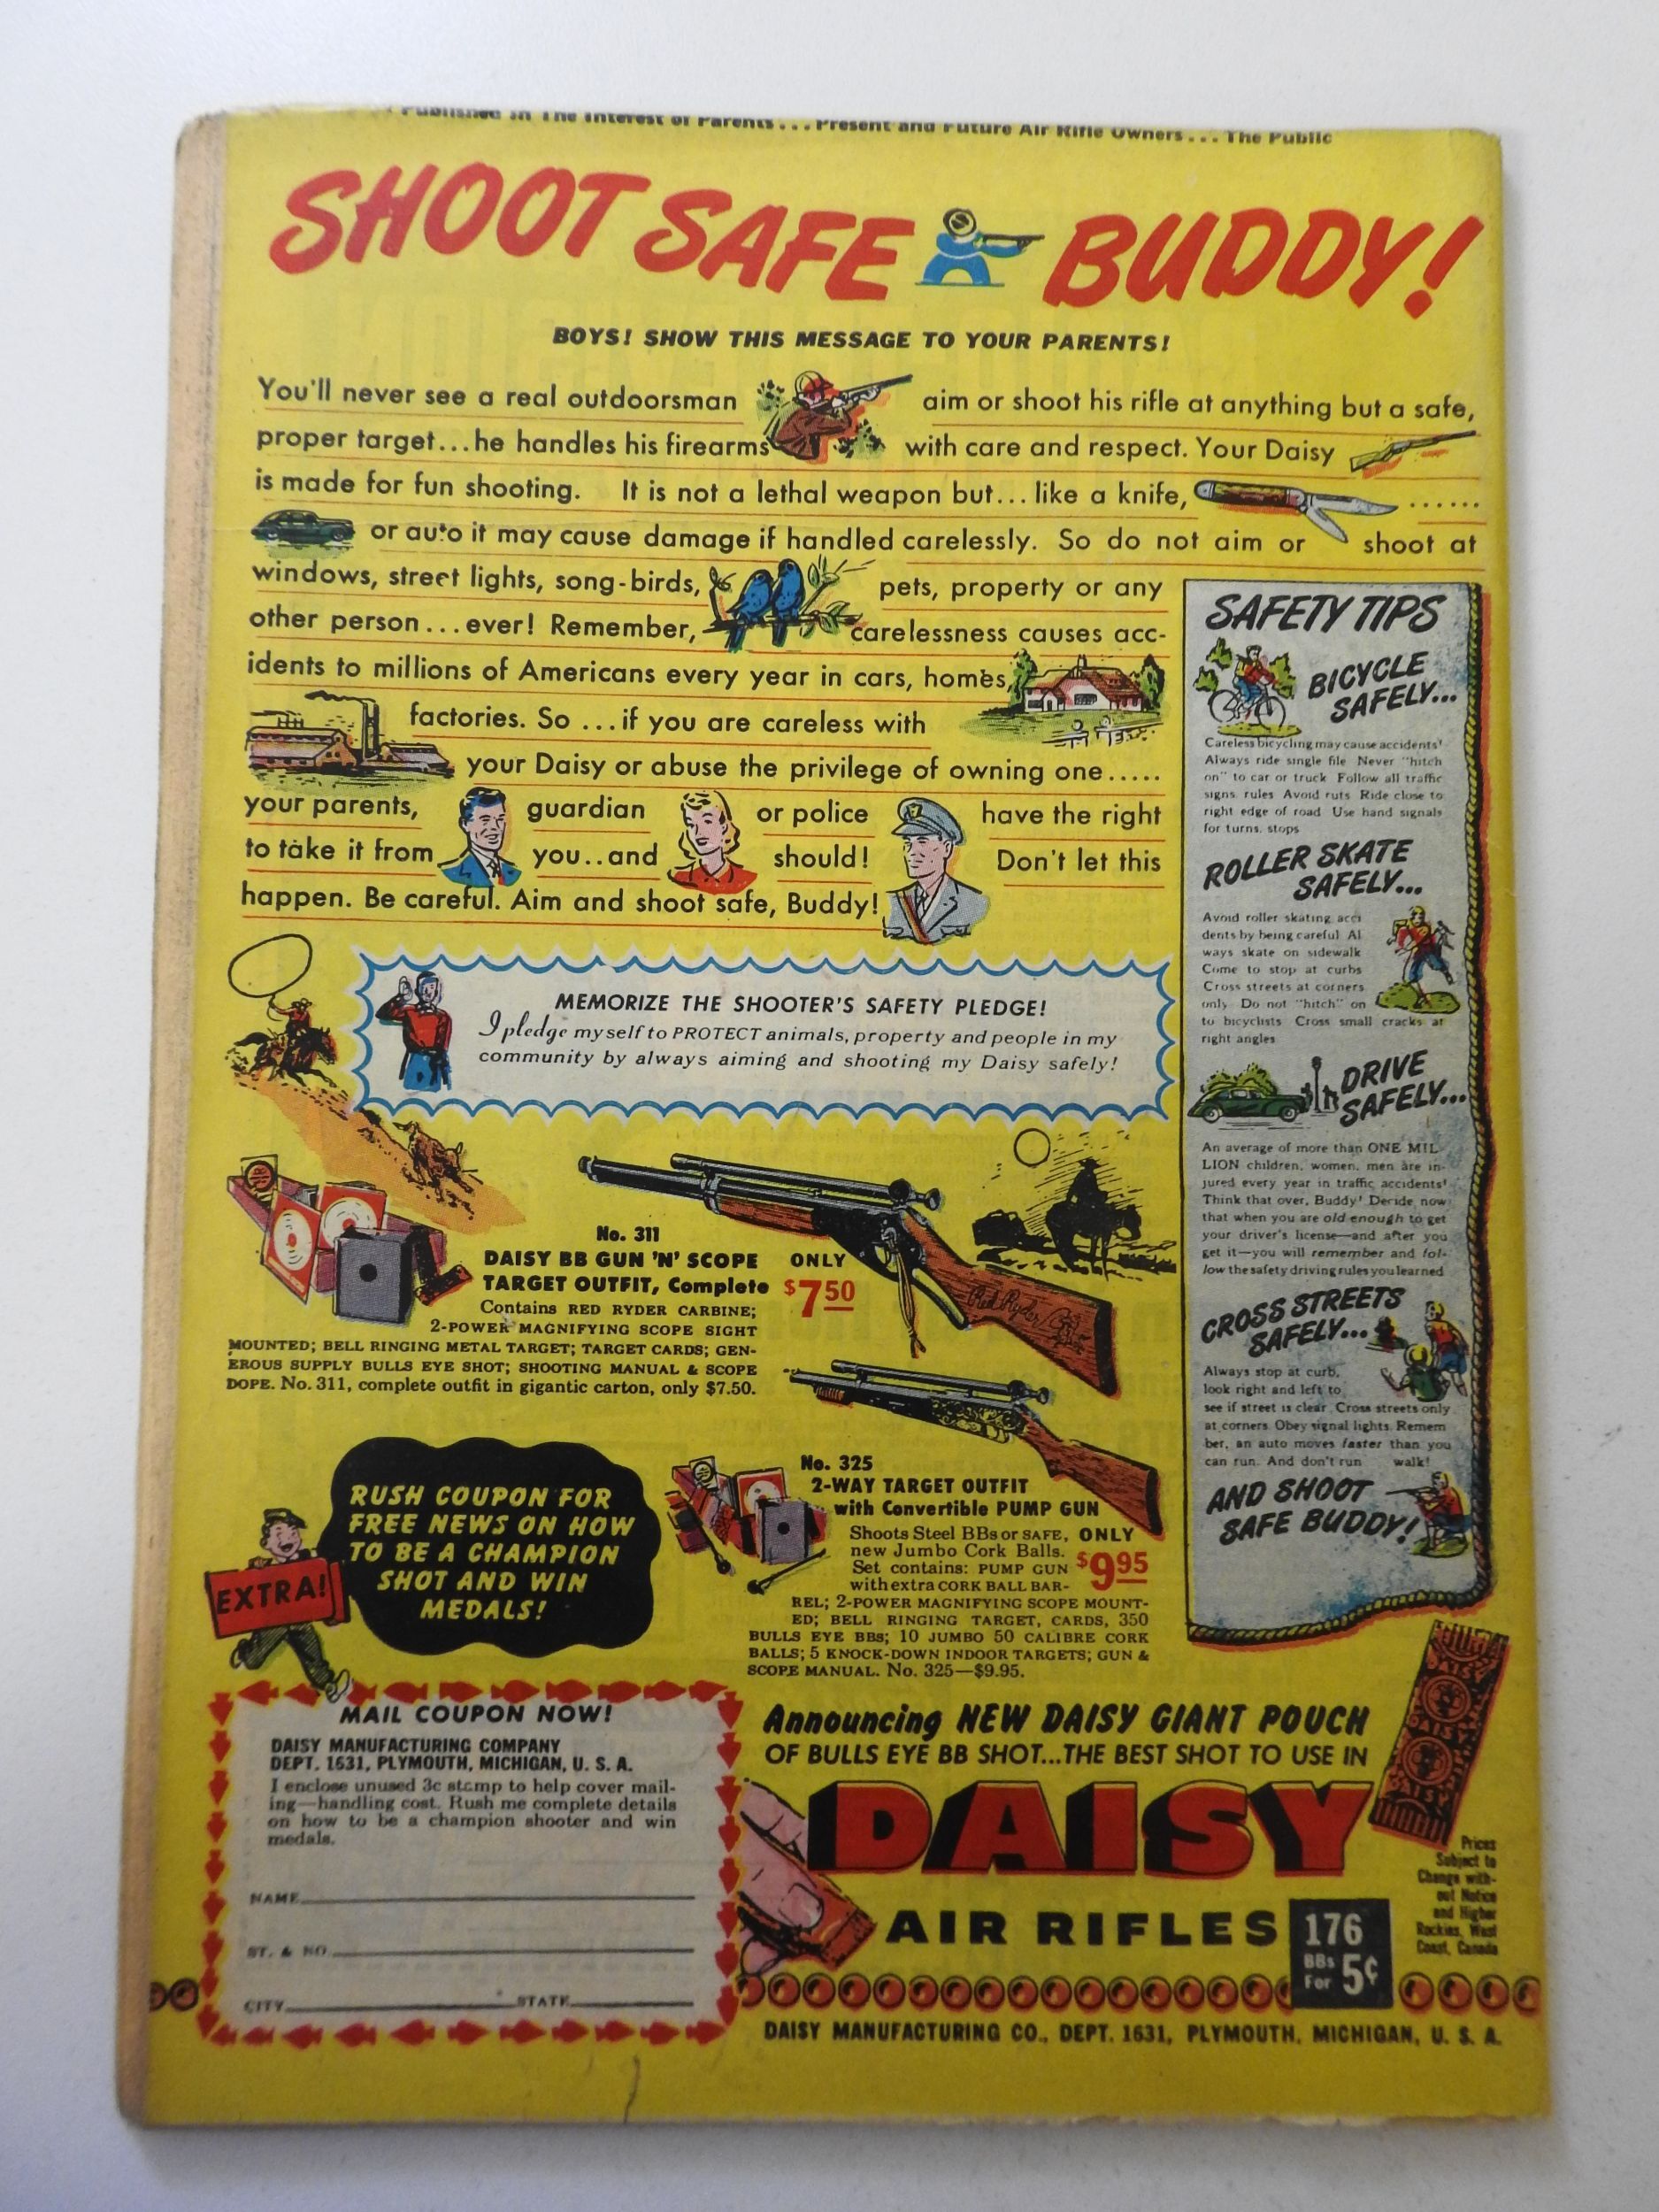 Published In The Interest of Parents... Present and Future Air Rifle Owners... The Public
SHOOT SAFE BUDDY!
BOYS! SHOW THIS MESSAGE TO YOUR PARENTS!
You'll never see a real outdoorsman aim or shoot his rifle at anything but a safe,
proper target...he handles his firearms with care and respect. Your Daisy
is made for fun shooting. It is not a lethal weapon but... like a knife, ......
or auto it may cause damage if handled carelessly. So do not aim or shoot at
windows, street lights, song-birds, pets, property or any
other person...ever! Remember, carelessness causes acc-
idents to millions of Americans every year in cars, homes,
factories. So ...if you are careless with
your Daisy or abuse the privilege of owning one.....
your parents, guardian or police have the right
to take it from you..and should! Don't let this
happen. Be careful. Aim and shoot safe, Buddy!
MEMORIZE THE SHOOTER'S SAFETY PLEDGE!
I pledge myself to PROTECT animals, property and people in my
community by always aiming and shooting my Daisy safely!
SAFETY TIPS
BICYCLE
SAFELY...
Careless bicycling may cause accidents!
Always ride single file Never "hitch
on" to car or truck Follow all traffic
signs, rules Avoid ruts Ride close to
right edge of road Use hand signals
for turns, stops
ROLLER SKATE
SAFELY...
Avoid roller skating acci
dents by being careful Al
ways skate on sidewalk
Come to stop at curbs
Cross streets at corners
only Do not "hitch" on
to bicyclists Cross small cracks at
right angles
DRIVE
SAFELY...
An average of more than ONE MIL
LION children, women, men are in-
jured every year in traffic accidents!
Think that over, Buddy! Decide now
that when you are old enough to get
your driver's license—and after you
get it—you will remember and fol-
low the safety driving rules you learned
CROSS STREETS
SAFELY...
Always stop at curb,
look right and left to
see if street is clear. Cross streets only
at corners Obey signal lights. Remem
ber, an auto moves faster than you
can run. And don't run walk!
AND SHOOT
SAFE BUDDY!
No. 311
DAISY BB GUN 'N' SCOPE
TARGET OUTFIT, Complete
ONLY
$7.50
Contains RED RYDER CARBINE;
2-POWER MAGNIFYING SCOPE SIGHT
MOUNTED; BELL RINGING METAL TARGET; TARGET CARDS; GEN-
EROUS SUPPLY BULLS EYE SHOT; SHOOTING MANUAL & SCOPE
DOPE. No. 311, complete outfit in gigantic carton, only $7.50.
Red Ryder
No. 325
2-WAY TARGET OUTFIT
with Convertible PUMP GUN
Shoots Steel BBs or SAFE,
new Jumbo Cork Balls.
ONLY
$9.95
Set contains: PUMP GUN
with extra CORK BALL BAR-
REL; 2-POWER MAGNIFYING SCOPE MOUNT-
ED; BELL RINGING TARGET, CARDS, 350
BULLS EYE BBs; 10 JUMBO 50 CALIBRE CORK
BALLS; 5 KNOCK-DOWN INDOOR TARGETS; GUN &
SCOPE MANUAL. No. 325—$9.95.
EXTRA!
RUSH COUPON FOR
FREE NEWS ON HOW
TO BE A CHAMPION
SHOT AND WIN
MEDALS!
MAIL COUPON NOW!
DAISY MANUFACTURING COMPANY
DEPT. 1631, PLYMOUTH, MICHIGAN, U. S. A.
I enclose unused 3c stamp to help cover mail-
ing—handling cost. Rush me complete details
on how to be a champion shooter and win
medals.
NAME
ST. & NO.
CITY STATE
Announcing NEW DAISY GIANT POUCH
OF BULLS EYE BB SHOT...THE BEST SHOT TO USE IN
DAISY
AIR RIFLES
176
BBs
For 5¢
DAISY
DAISY
DAISY
Prices
Subject to
Change with-
out Notice
and Higher
Rockies, West
Coast, Canada
DAISY MANUFACTURING CO., DEPT. 1631, PLYMOUTH, MICHIGAN, U. S. A.